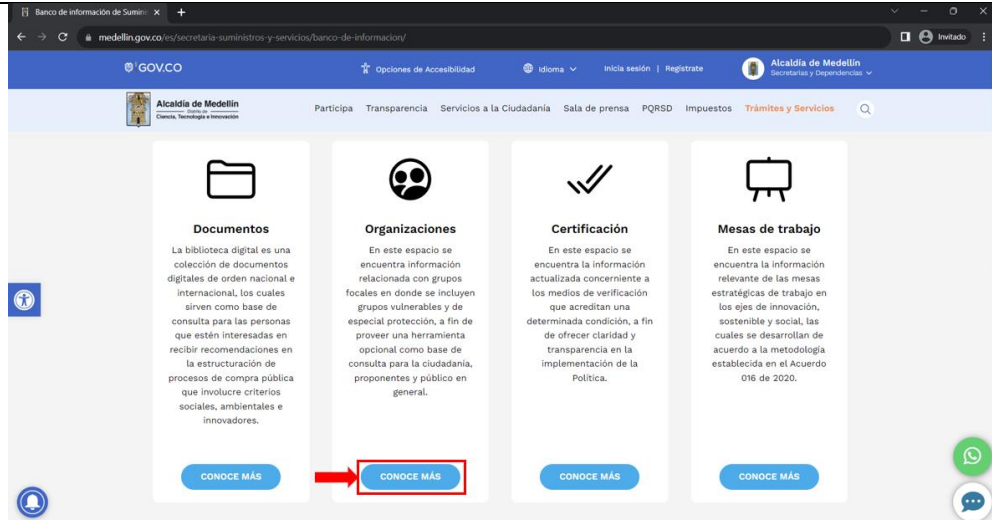 Banco de información de Sumini
medellin.gov.co/es/secretaria-suministros-y-servicios/banco-de-informacion/
Invitado
GOV.CO
Opciones de Accesibilidad
Idioma
Inicia sesión | Regístrate
Alcaldía de Medellín
Secretarías y Dependencias
Alcaldía de Medellín
Distrito de
Ciencia, Tecnología e Innovación
Participa Transparencia Servicios a la Ciudadanía Sala de prensa PQRSD Impuestos Trámites y Servicios
Documentos
La biblioteca digital es una
colección de documentos
digitales de orden nacional e
internacional, los cuales
sirven como base de
consulta para las personas
que estén interesadas en
recibir recomendaciones en
la estructuración de
procesos de compra pública
que involucre criterios
sociales, ambientales e
innovadores.
CONOCE MÁS
Organizaciones
En este espacio se
encuentra información
relacionada con grupos
focales en donde se incluyen
grupos vulnerables y de
especial protección, a fin de
proveer una herramienta
opcional como base de
consulta para la ciudadanía,
proponentes y público en
general.
CONOCE MÁS
Certificación
En este espacio se
encuentra la información
actualizada concerniente a
los medios de verificación
que acreditan una
determinada condición, a fin
de ofrecer claridad y
transparencia en la
implementación de la
Política.
CONOCE MÁS
Mesas de trabajo
En este espacio se
encuentra la información
relevante de las mesas
estratégicas de trabajo en
los ejes de innovación,
sostenible y social, las
cuales se desarrollan de
acuerdo a la metodología
establecida en el Acuerdo
016 de 2020.
CONOCE MÁS